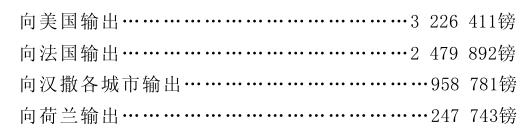 向美国输出……………………………………3 226 411镑
向法国输出……………………………………2 479 892镑
向汉撒各城市输出……………………………958 781镑
向荷兰输出……………………………………247 743镑